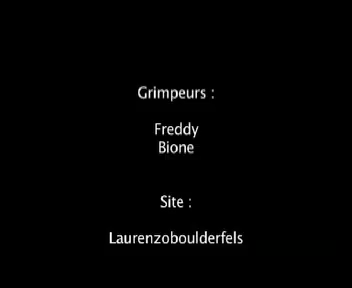 Grimpeurs :
Freddy
Bione
Site :
Laurenzoboulderfels